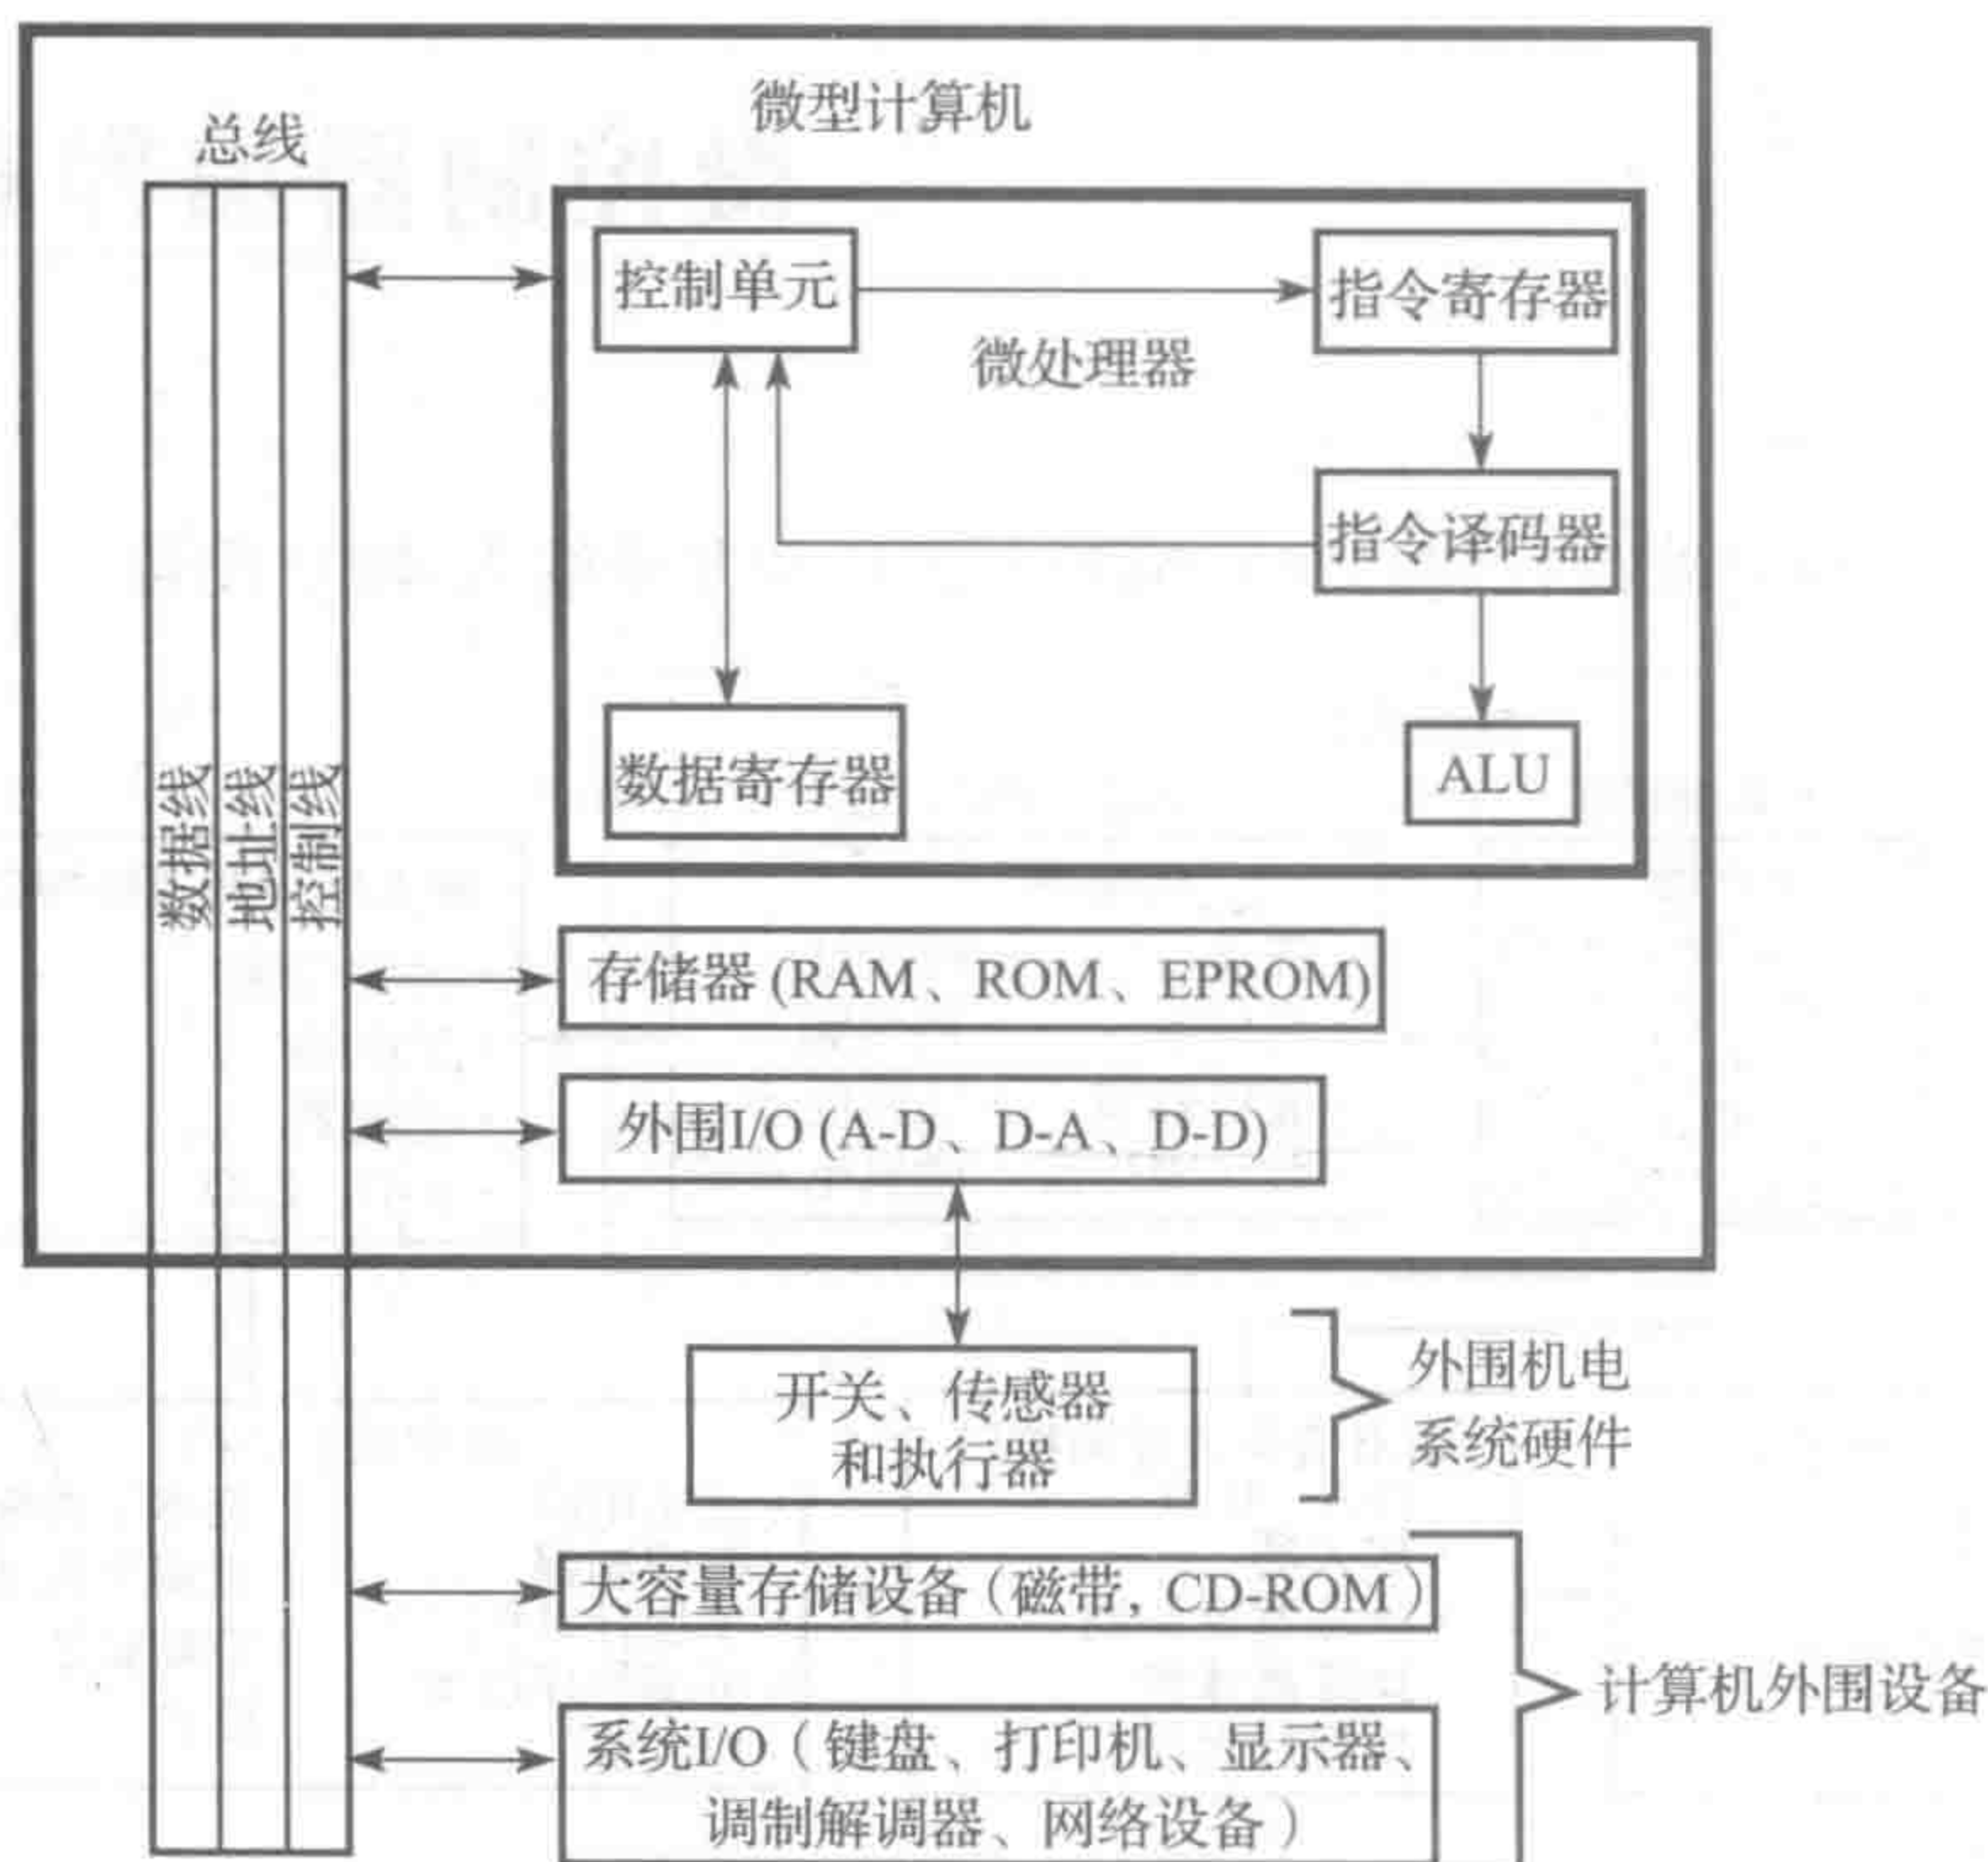 微型计算机
总线
控制单元
指令寄存器
微处理器
指令译码器
数据寄存器
ALU
数据线
地址线
控制线
存储器 (RAM、ROM、EPROM)
外围I/O (A-D、D-A、D-D)
开关、传感器
和执行器
外围机电
系统硬件
大容量存储设备（磁带, CD-ROM）
计算机外围设备
系统I/O（键盘、打印机、显示器、
调制解调器、网络设备）